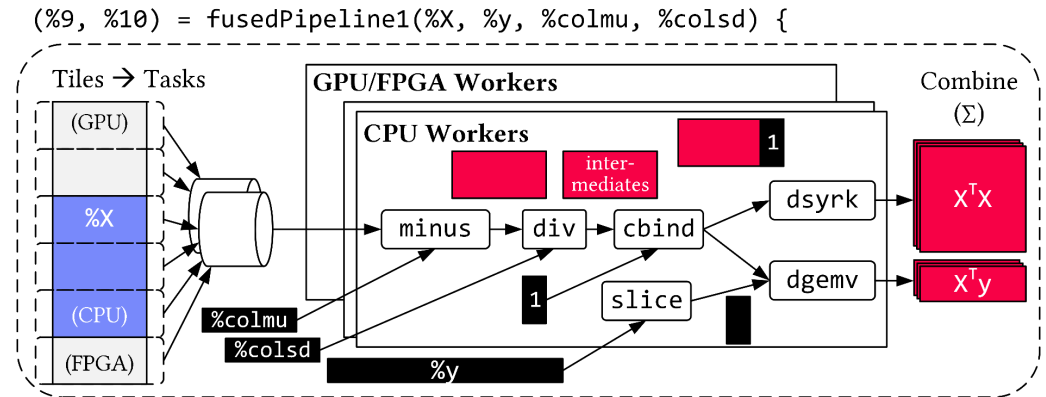 (%9, %10) = fusedPipeline1(%X, %y, %colmu, %colsd) {
Tiles → Tasks
(GPU)
%X
(CPU)
(FPGA)
GPU/FPGA Workers
CPU Workers
inter-
mediates
1
minus
div
cbind
dsyrk
dgemv
slice
1
%colmu
%colsd
%y
Combine
(Σ)
XᵀX
Xᵀy